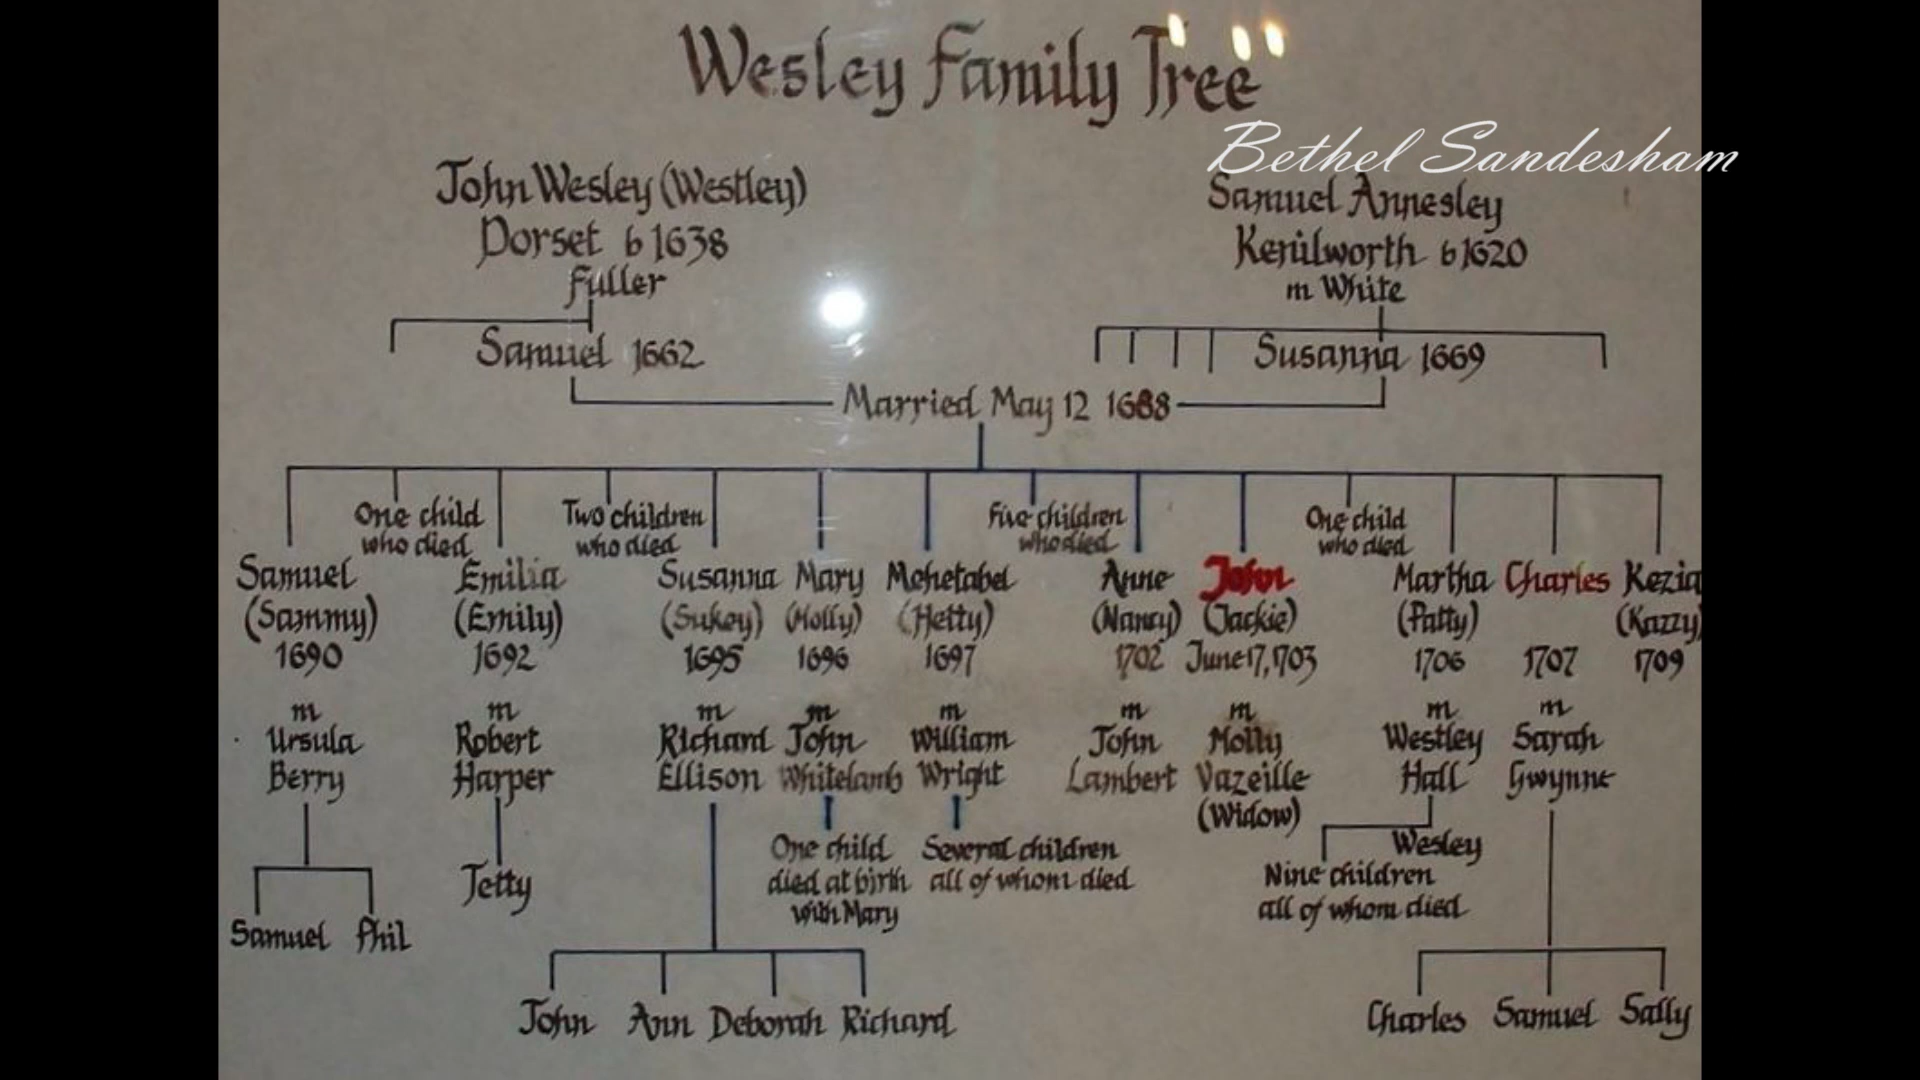 Wesley Family Tree
Bethel Sandesham
John Wesley (Westley)
Dorset b 1638
Fuller
Samuel Annesley
Kenilworth b 1620
m White
Samuel 1662
Susanna 1669
Married May 12 1688
One child
who died
Two children
who died
Five children
who died
One child
who died
Samuel
(Sammy)
1690
m
Ursula
Berry
Emilia
(Emily)
1692
m
Robert
Harper
Susanna
(Sukey)
1695
m
Richard
Ellison
Mary
(Molly)
1696
m
John
Whitelamb
Mehetabel
(Hetty)
1697
m
William
Wright
Anne
(Nancy)
1702
m
John
Lambert
John
(Jackie)
June 17, 1703
m
Molly
Vazeille
(Widow)
Martha
(Patty)
1706
m
Westley
Hall
Charles
1707
m
Sarah
Gwynne
Kezia
(Kazzy)
1709
Samuel Phil
Tetty
John Ann Deborah Richard
One child
died at birth
with Mary
Several children
all of whom died
Wesley
Nine children
all of whom died
Charles Samuel Sally